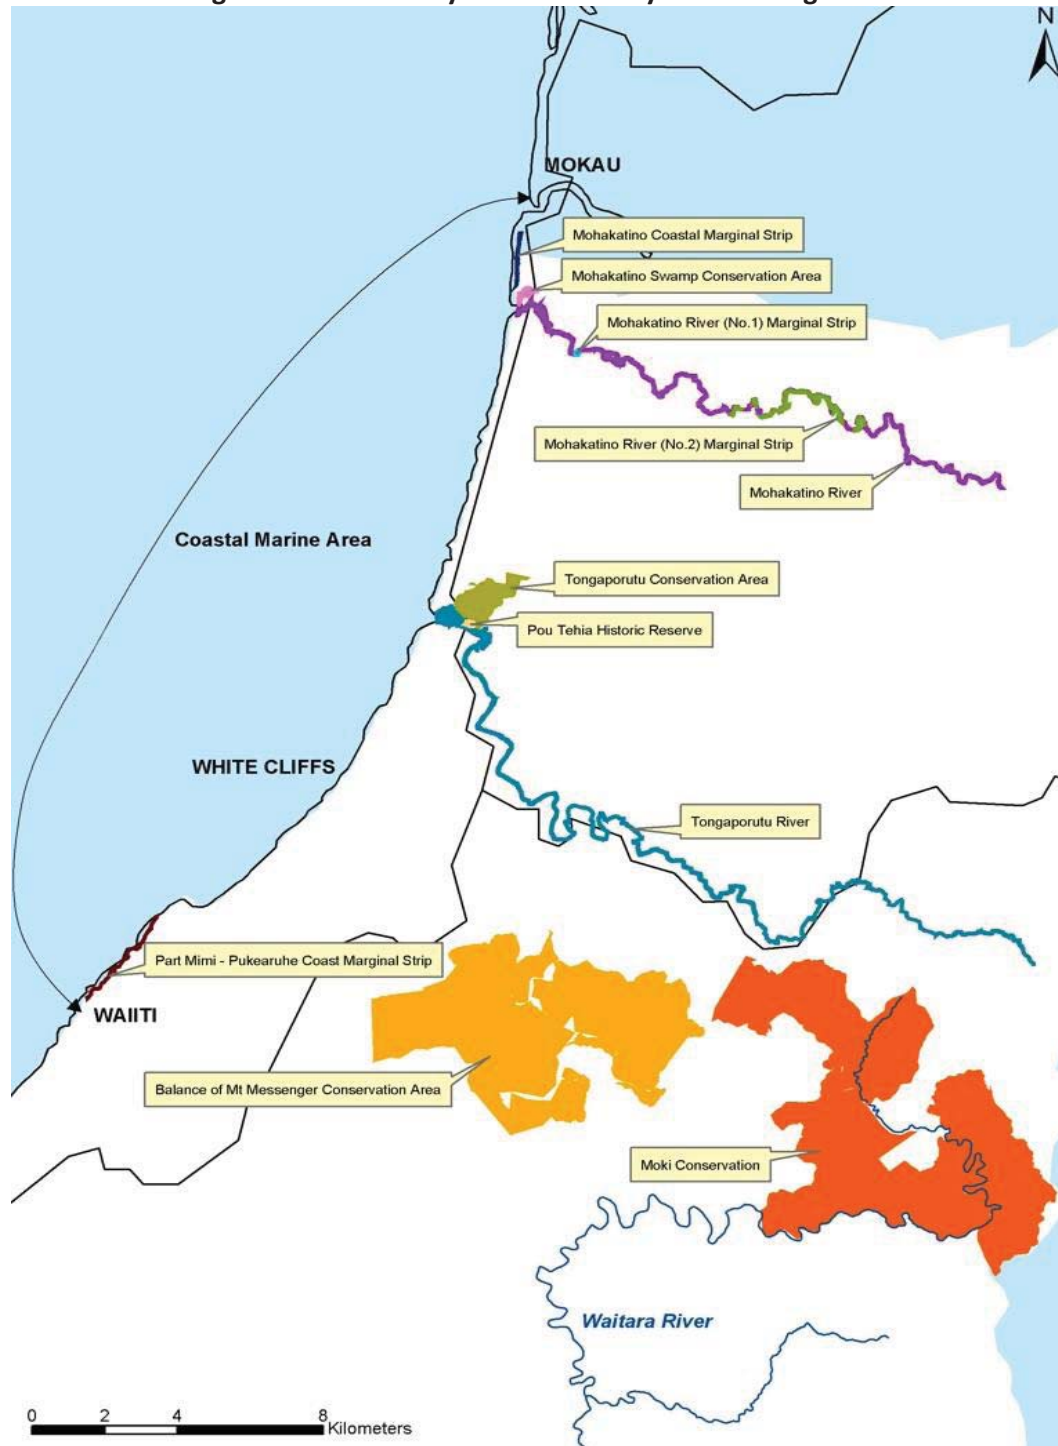 N
MOKAU
Mohakatino Coastal Marginal Strip
Mohakatino Swamp Conservation Area
Mohakatino River (No.1) Marginal Strip
Mohakatino River (No.2) Marginal Strip
Mohakatino River
Coastal Marine Area
Tongaporutu Conservation Area
Pou Tehia Historic Reserve
WHITE CLIFFS
Tongaporutu River
Part Mimi - Pukearuhe Coast Marginal Strip
WAIITI
Balance of Mt Messenger Conservation Area
Moki Conservation
Waitara River
0 2 4 8
Kilometers